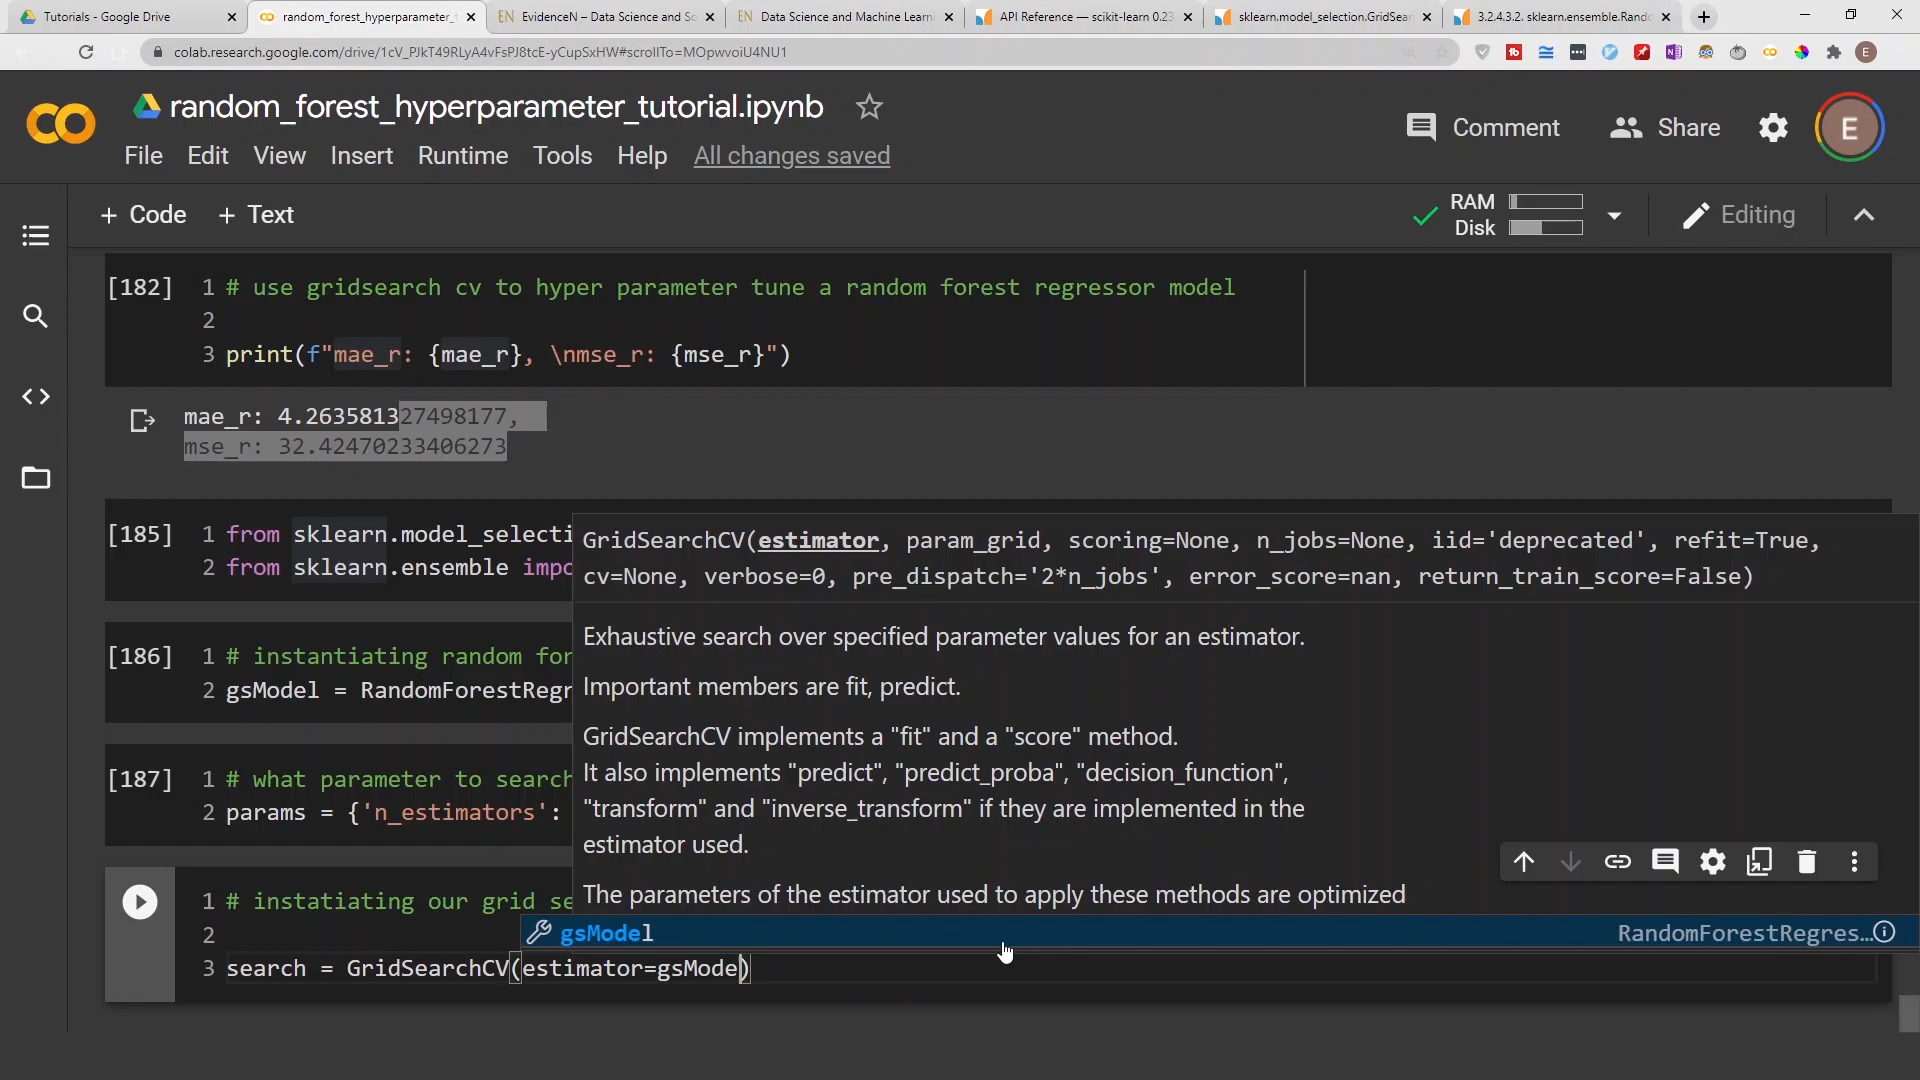 Tutorials - Google Drive
random_forest_hyperparameter_t
EvidenceN – Data Science and So
Data Science and Machine Learni
API Reference — scikit-learn 0.23
sklearn.model_selection.GridSear
3.2.4.3.2. sklearn.ensemble.Rando
colab.research.google.com/drive/1cV_PJkT49RLyA4vFsPJ8tcE-yCupSxHW#scrollTo=MOpwvoiU4NU1
random_forest_hyperparameter_tutorial.ipynb
Comment
Share
E
File Edit View Insert Runtime Tools Help All changes saved
+ Code + Text
RAM
Disk
Editing
[182] 1 # use gridsearch cv to hyper parameter tune a random forest regressor model
2
3 print(f"mae_r: {mae_r}, \nmse_r: {mse_r}")
mae_r: 4.263581327498177,
mse_r: 32.42470233406273
[185] 1 from sklearn.model_selecti
2 from sklearn.ensemble impo
GridSearchCV(estimator, param_grid, scoring=None, n_jobs=None, iid='deprecated', refit=True,
cv=None, verbose=0, pre_dispatch='2*n_jobs', error_score=nan, return_train_score=False)
Exhaustive search over specified parameter values for an estimator.
[186] 1 # instantiating random for
2 gsModel = RandomForestRegr
Important members are fit, predict.
GridSearchCV implements a "fit" and a "score" method.
It also implements "predict", "predict_proba", "decision_function",
"transform" and "inverse_transform" if they are implemented in the
estimator used.
[187] 1 # what parameter to search
2 params = {'n_estimators':
The parameters of the estimator used to apply these methods are optimized
1 # instatiating our grid se
2
gsModel RandomForestRegres...
3 search = GridSearchCV(estimator=gsMode)